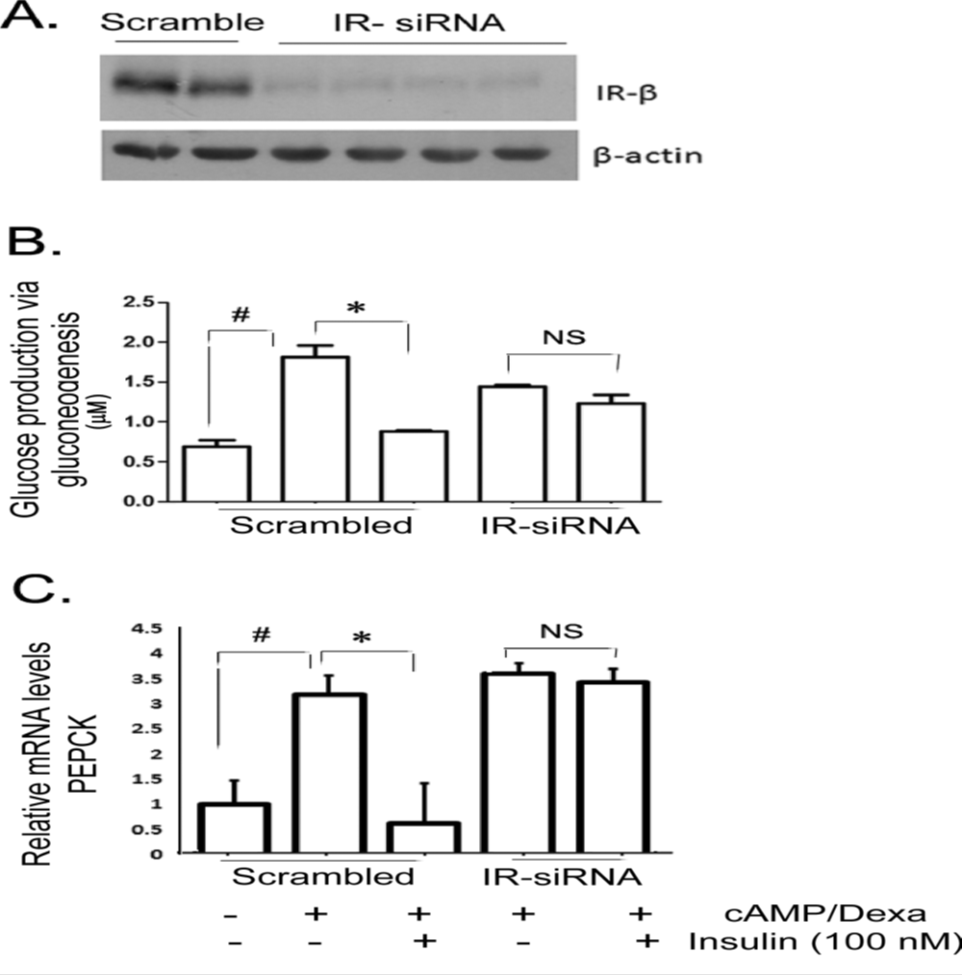 A.
Scramble IR- siRNA
IR-β
β-actin
B.
Glucose production via
gluconeogenesis
(µM)
2.5
2.0
1.5
1.0
0.5
0.0
# * NS
Scrambled IR-siRNA
C.
Relative mRNA levels
PEPCK
4.5
4
3.5
3
2.5
2
1.5
1
0.5
0
# * NS
Scrambled IR-siRNA
- + + + + cAMP/Dexa
- - + - + Insulin (100 nM)